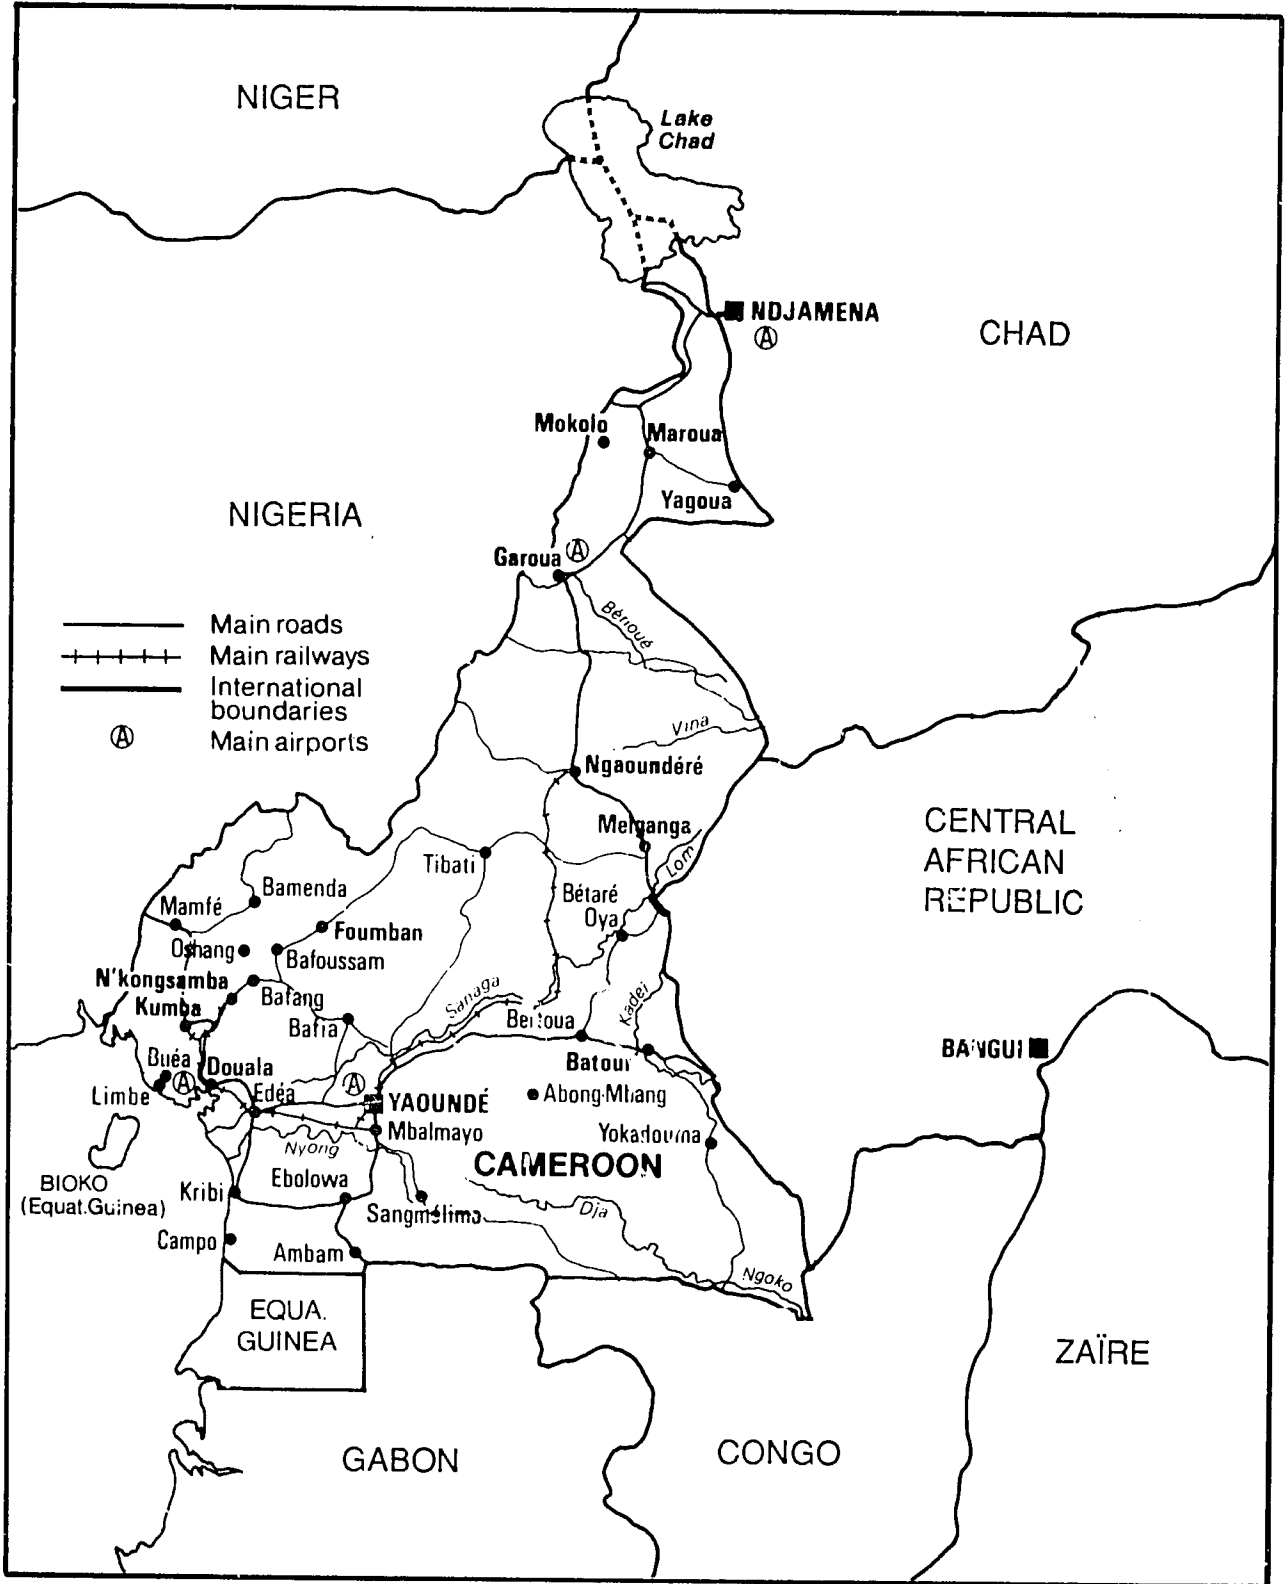 NIGER
Lake
Chad
NDJAMENA
Ⓐ
CHAD
Mokolo
Maroua
Yagoua
NIGERIA
Garoua
Ⓐ
Main roads
Main railways
International
boundaries
Ⓐ
Main airports
Bénoué
Vina
Ngaoundéré
Meiganga
Lom
CENTRAL
AFRICAN
REPUBLIC
Tibati
Bétaré
Oya
Bamenda
Mamfé
Foumban
Oshang
Bafoussam
N'kongsamba
Bafang
Kumba
Sanaga
Kadei
Bafia
Bertoua
Batouri
BANGUI
Buéa
Ⓐ
Douala
Limbe
Edéa
Ⓐ
YAOUNDÉ
Abong-Mbang
Mbalmayo
Yokadouma
Nyong
CAMEROON
BIOKO
(Equat.Guinea)
Kribi
Ebolowa
Sangmélima
Dja
Campo
Ambam
Ngoko
EQUA.
GUINEA
ZAÏRE
GABON
CONGO